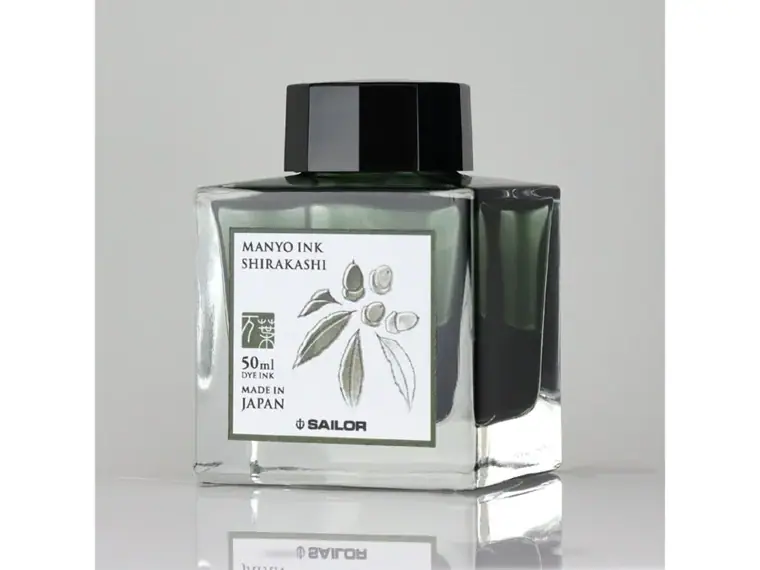 MANYO INK
SHIRAKASHI
万葉
50ml
DYE INK
MADE IN
JAPAN
SAILOR
SAILOR